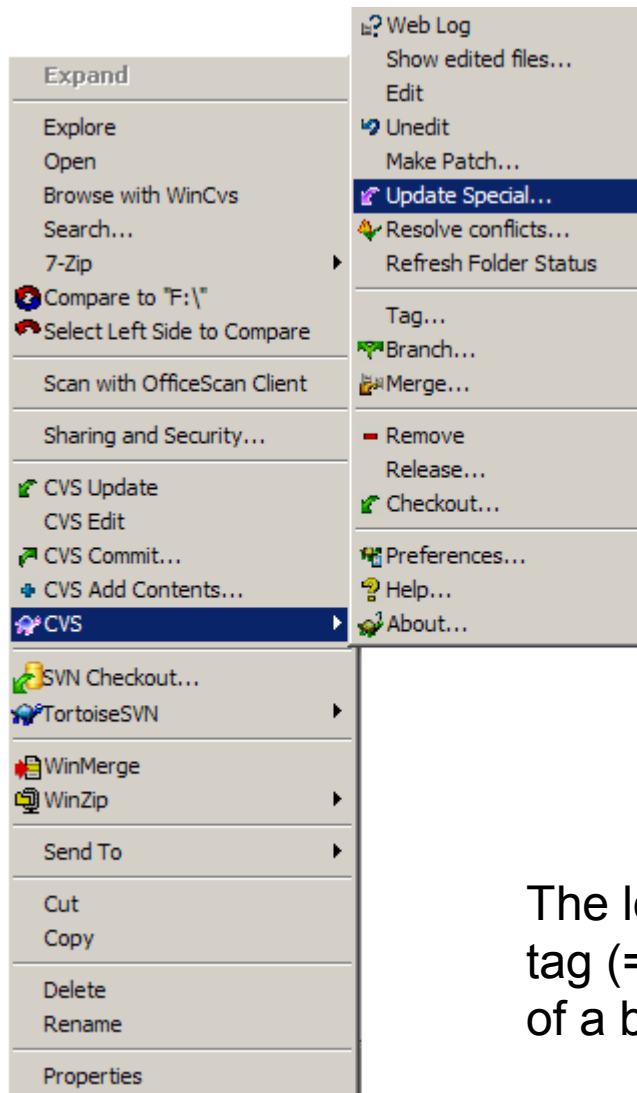 Expand
Explore
Open
Browse with WinCvs
Search...
7-Zip
Compare to "F:\"
Select Left Side to Compare
Scan with OfficeScan Client
Sharing and Security...
CVS Update
CVS Edit
CVS Commit...
CVS Add Contents...
CVS
SVN Checkout...
TortoiseSVN
WinMerge
WinZip
Send To
Cut
Copy
Delete
Rename
Properties
Web Log
Show edited files...
Edit
Unedit
Make Patch...
Update Special...
Resolve conflicts...
Refresh Folder Status
Tag...
Branch...
Merge...
Remove
Release...
Checkout...
Preferences...
Help...
About...
The
tag (=
of a